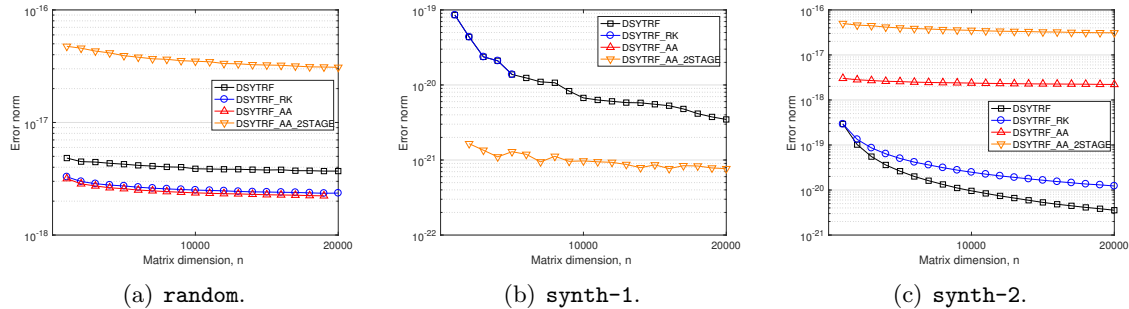 10^-16
10^-17
10^-18
Error norm
10000
20000
Matrix dimension, n
DSYTRF
DSYTRF_RK
DSYTRF_AA
DSYTRF_AA_2STAGE
(a) random.
10^-19
10^-20
10^-21
10^-22
Error norm
10000
20000
Matrix dimension, n
DSYTRF
DSYTRF_RK
DSYTRF_AA
DSYTRF_AA_2STAGE
(b) synth-1.
10^-16
10^-17
10^-18
10^-19
10^-20
10^-21
Error norm
10000
20000
Matrix dimension, n
DSYTRF
DSYTRF_RK
DSYTRF_AA
DSYTRF_AA_2STAGE
(c) synth-2.